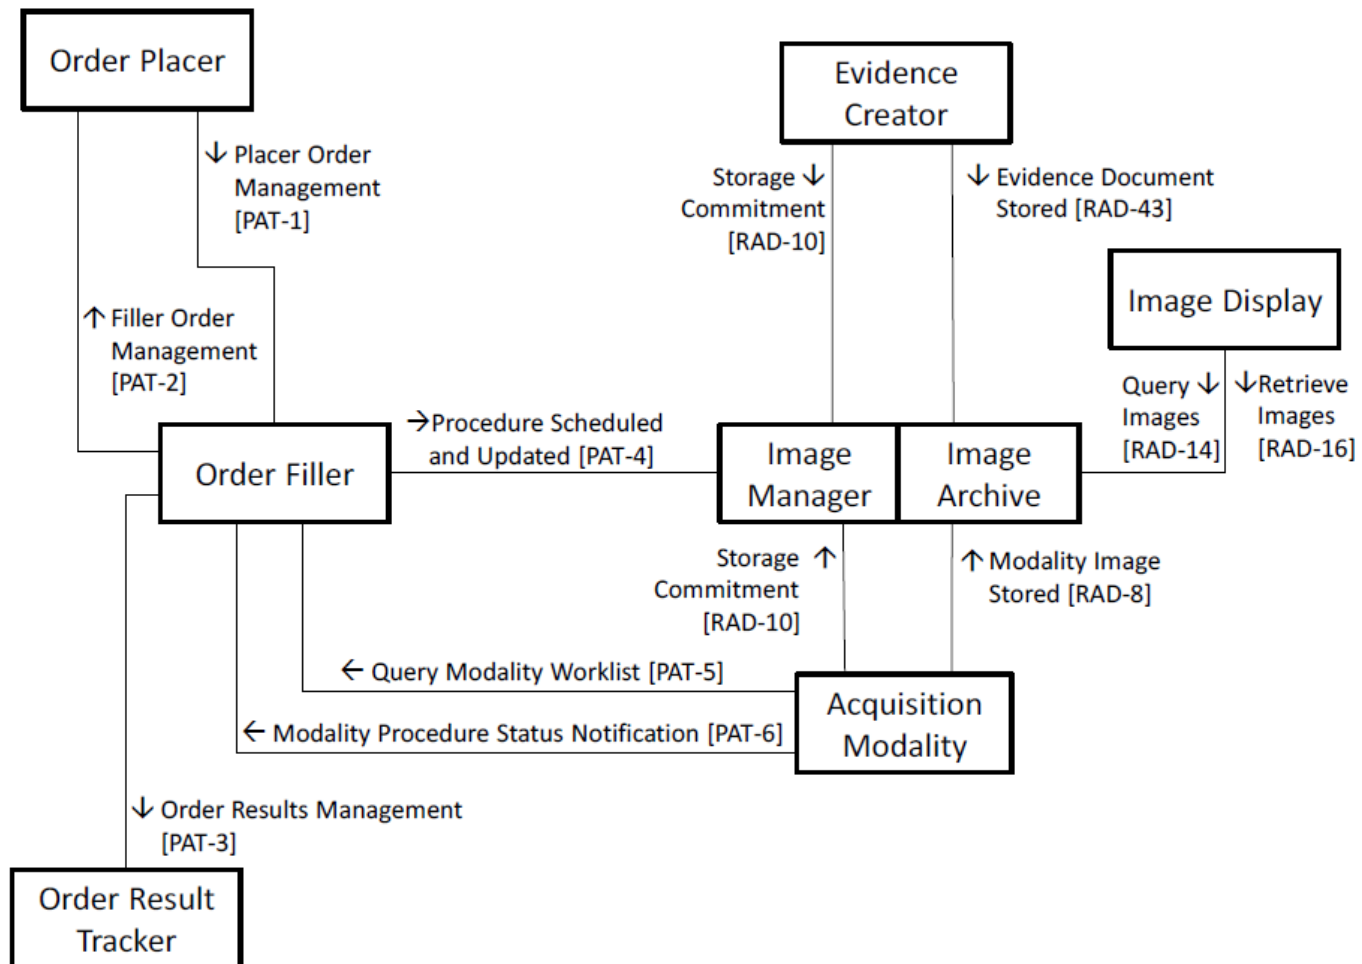 Order Placer
Evidence
Creator
↓ Placer Order
Management
[PAT-1]
Storage ↓
Commitment
[RAD-10]
↓ Evidence Document
Stored [RAD-43]
Image Display
↑ Filler Order
Management
[PAT-2]
Query ↓
Images
[RAD-14]
↓Retrieve
Images
[RAD-16]
Order Filler
→Procedure Scheduled
and Updated [PAT-4]
Image
Manager
Image
Archive
Storage ↑
Commitment
[RAD-10]
↑ Modality Image
Stored [RAD-8]
← Query Modality Worklist [PAT-5]
← Modality Procedure Status Notification [PAT-6]
Acquisition
Modality
↓ Order Results Management
[PAT-3]
Order Result
Tracker